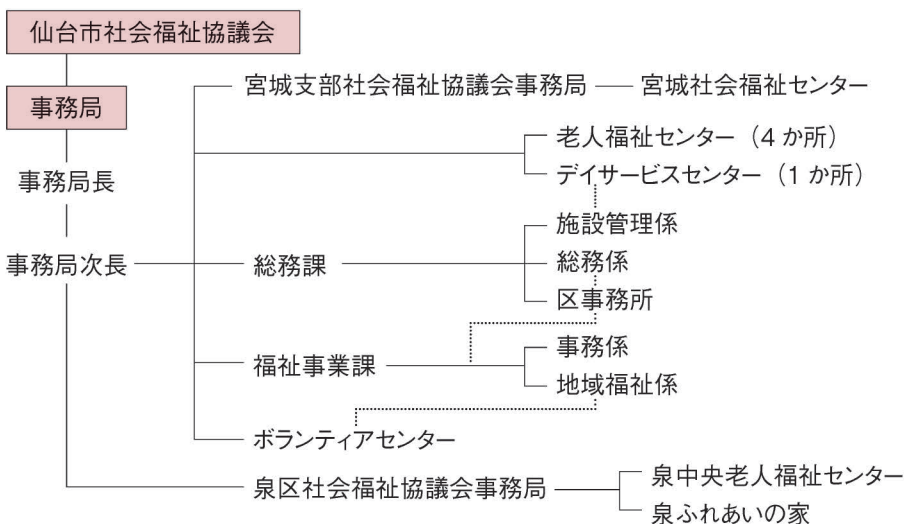 仙台市社会福祉協議会
事務局
事務局長
事務局次長
宮城支部社会福祉協議会事務局
宮城社会福祉センター
老人福祉センター（4か所）
デイサービスセンター（1か所）
総務課
施設管理係
総務係
区事務所
福祉事業課
事務係
地域福祉係
ボランティアセンター
泉区社会福祉協議会事務局
泉中央老人福祉センター
泉ふれあいの家